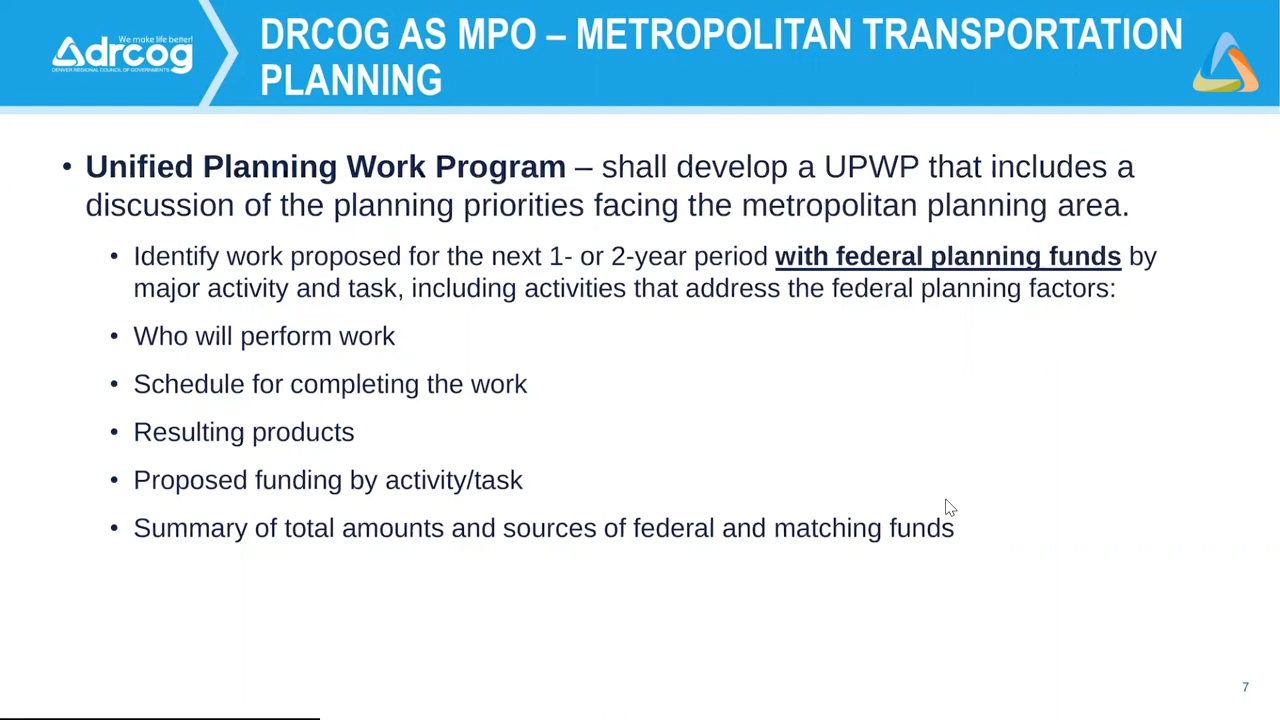 We make life better!
drcog
DENVER REGIONAL COUNCIL OF GOVERNMENTS
DRCOG AS MPO – METROPOLITAN TRANSPORTATION
PLANNING
• Unified Planning Work Program – shall develop a UPWP that includes a
discussion of the planning priorities facing the metropolitan planning area.
• Identify work proposed for the next 1- or 2-year period with federal planning funds by
major activity and task, including activities that address the federal planning factors:
• Who will perform work
• Schedule for completing the work
• Resulting products
• Proposed funding by activity/task
• Summary of total amounts and sources of federal and matching funds
7